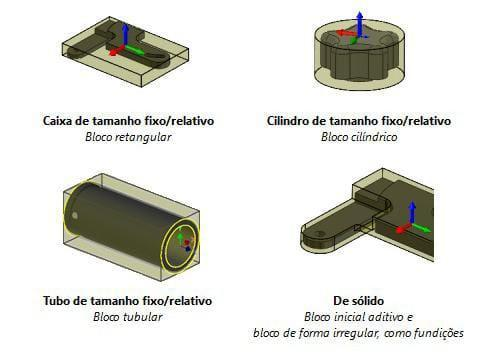 Caixa de tamanho fixo/relativo
Bloco retangular
Cilindro de tamanho fixo/relativo
Bloco cilíndrico
Tubo de tamanho fixo/relativo
Bloco tubular
De sólido
Bloco inicial aditivo e
bloco de forma irregular, como fundições